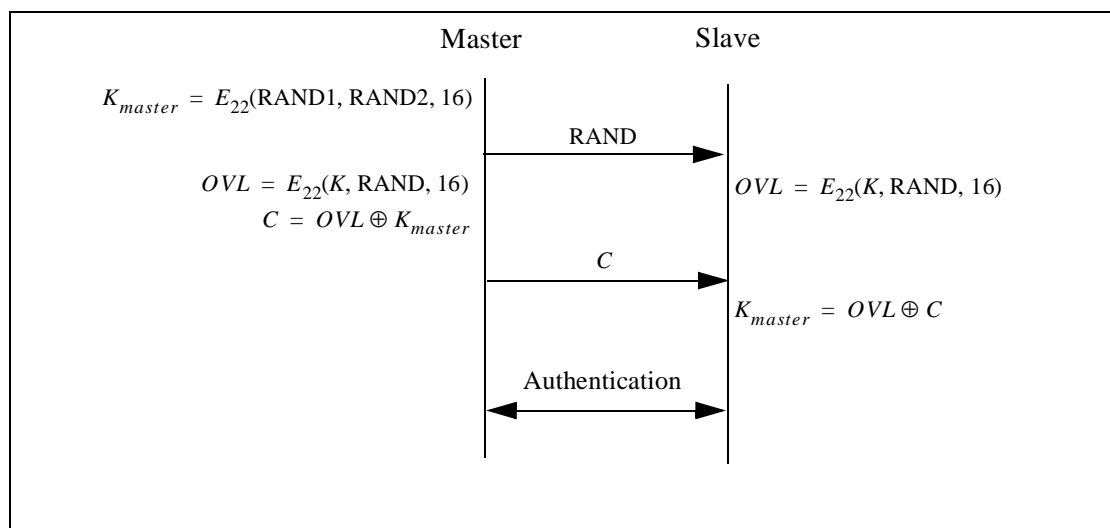 Master Slave
K_master = E_22(RAND1, RAND2, 16)
RAND
OVL = E_22(K, RAND, 16) OVL = E_22(K, RAND, 16)
C = OVL ⊕ K_master
C
K_master = OVL ⊕ C
Authentication